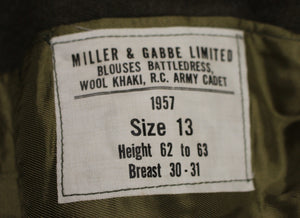 MILLER & GABBE LIMITED
BLOUSES BATTLEDRESS,
WOOL KHAKI, R.C. ARMY CADET
1957
Size 13
Height 62 to 63
Breast 30-31